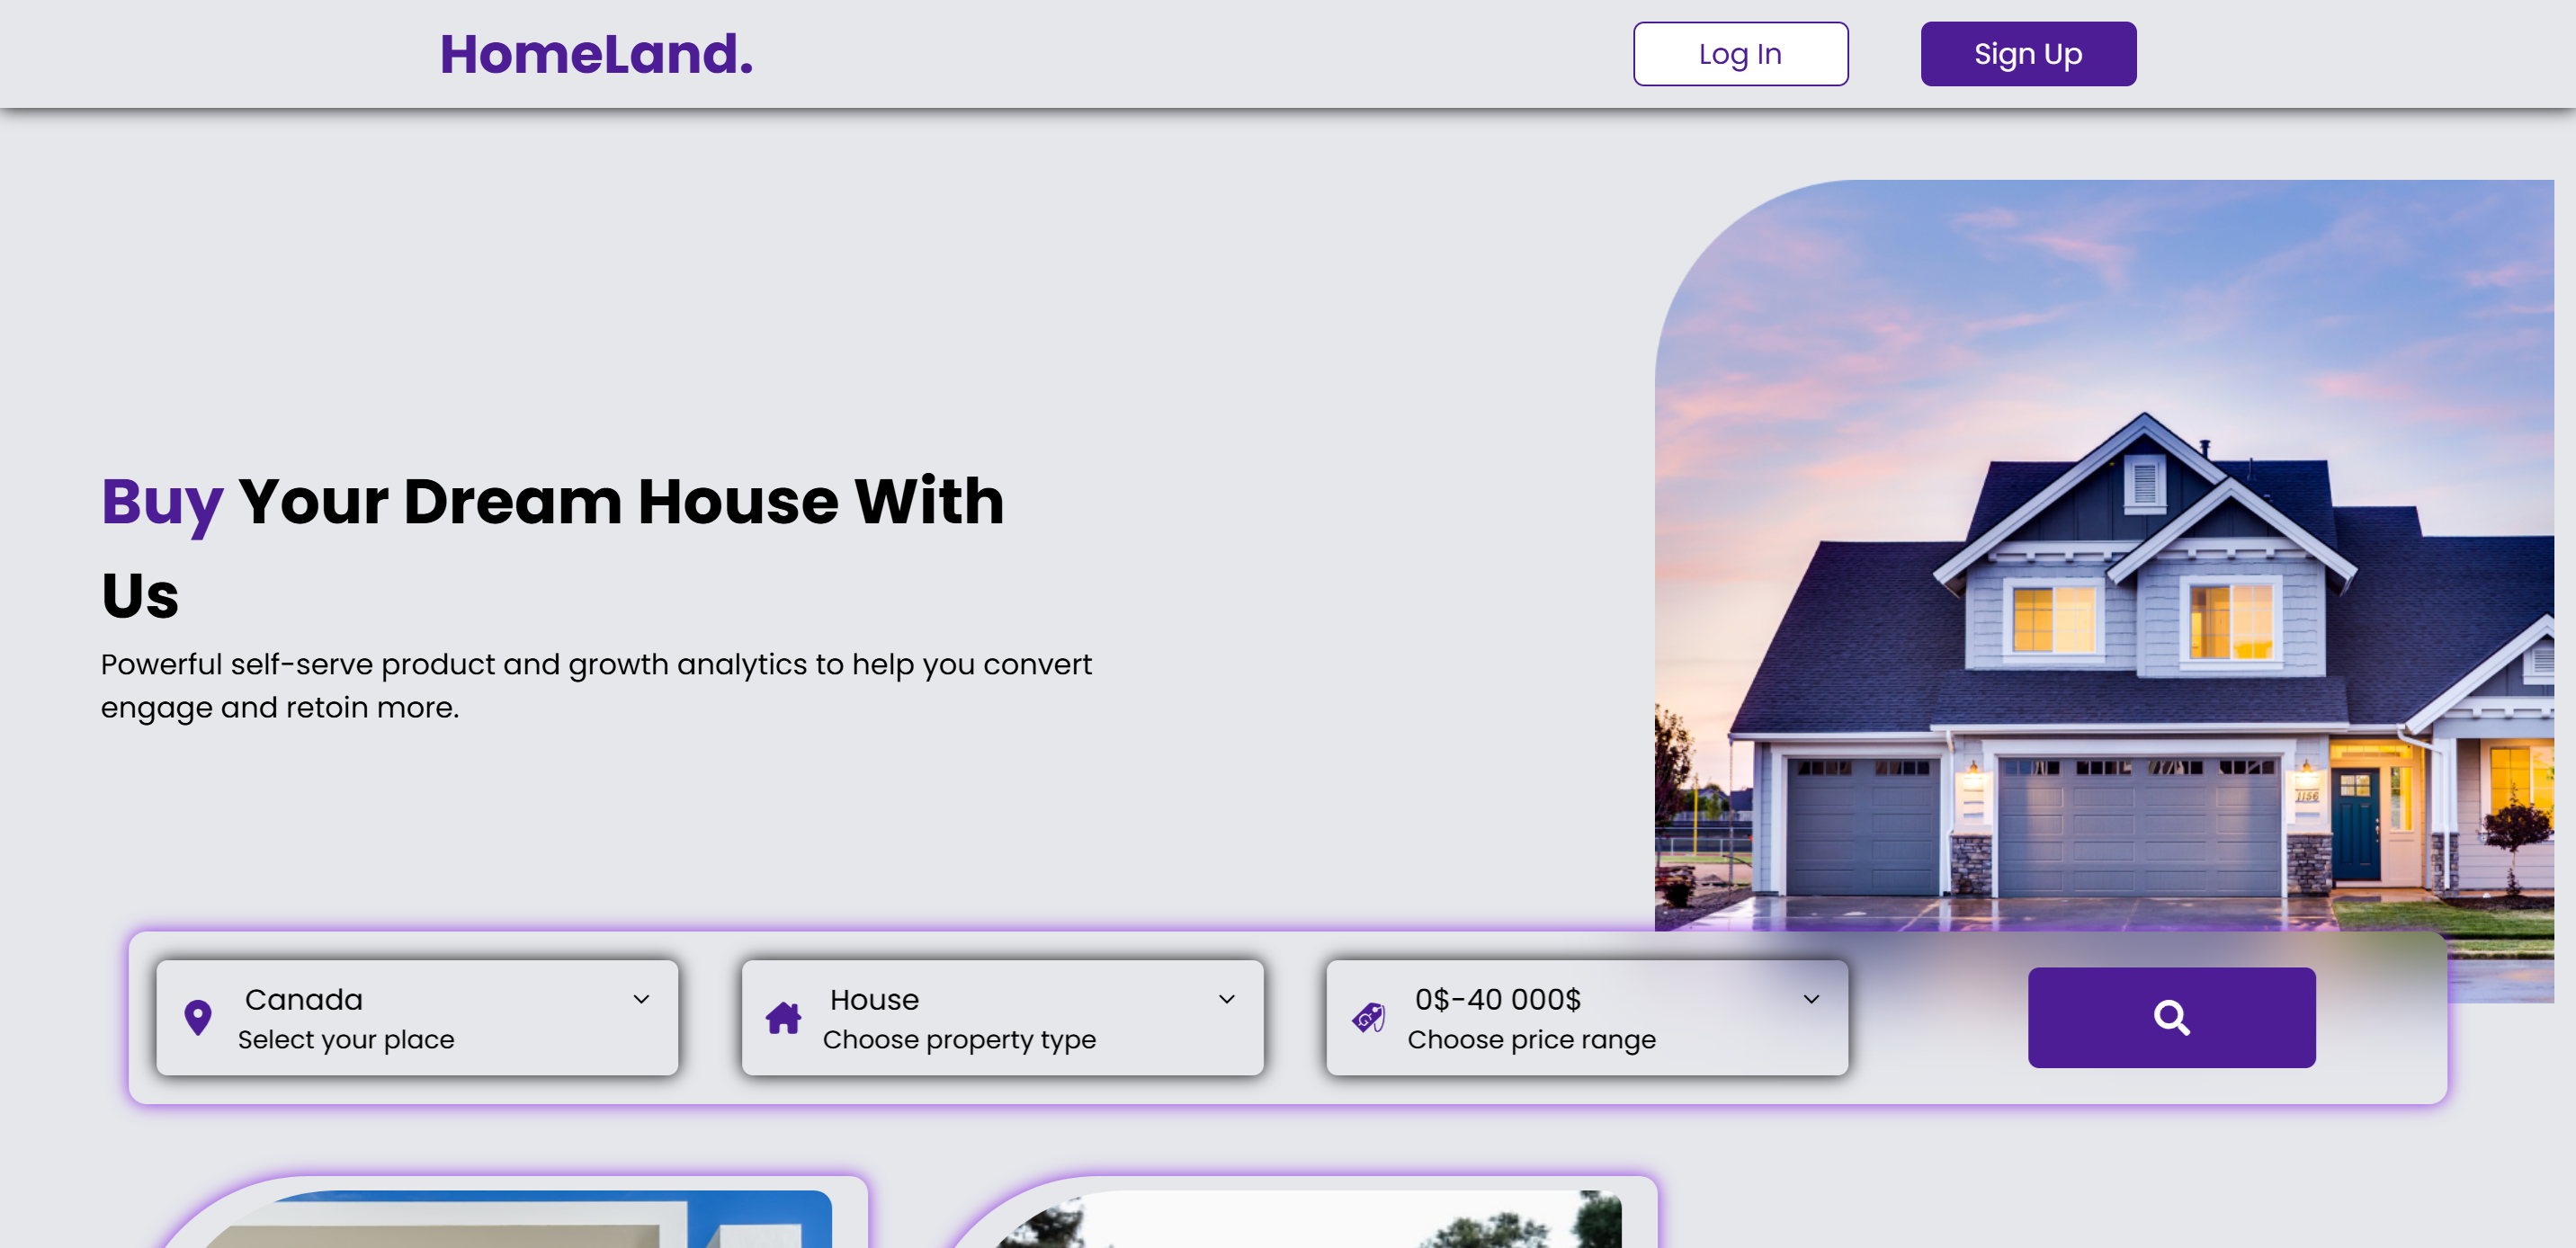 HomeLand.
Log In
Sign Up
Buy Your Dream House With
Us
Powerful self-serve product and growth analytics to help you convert
engage and retoin more.
1156
Canada
Select your place
House
Choose property type
0$-40 000$
Choose price range